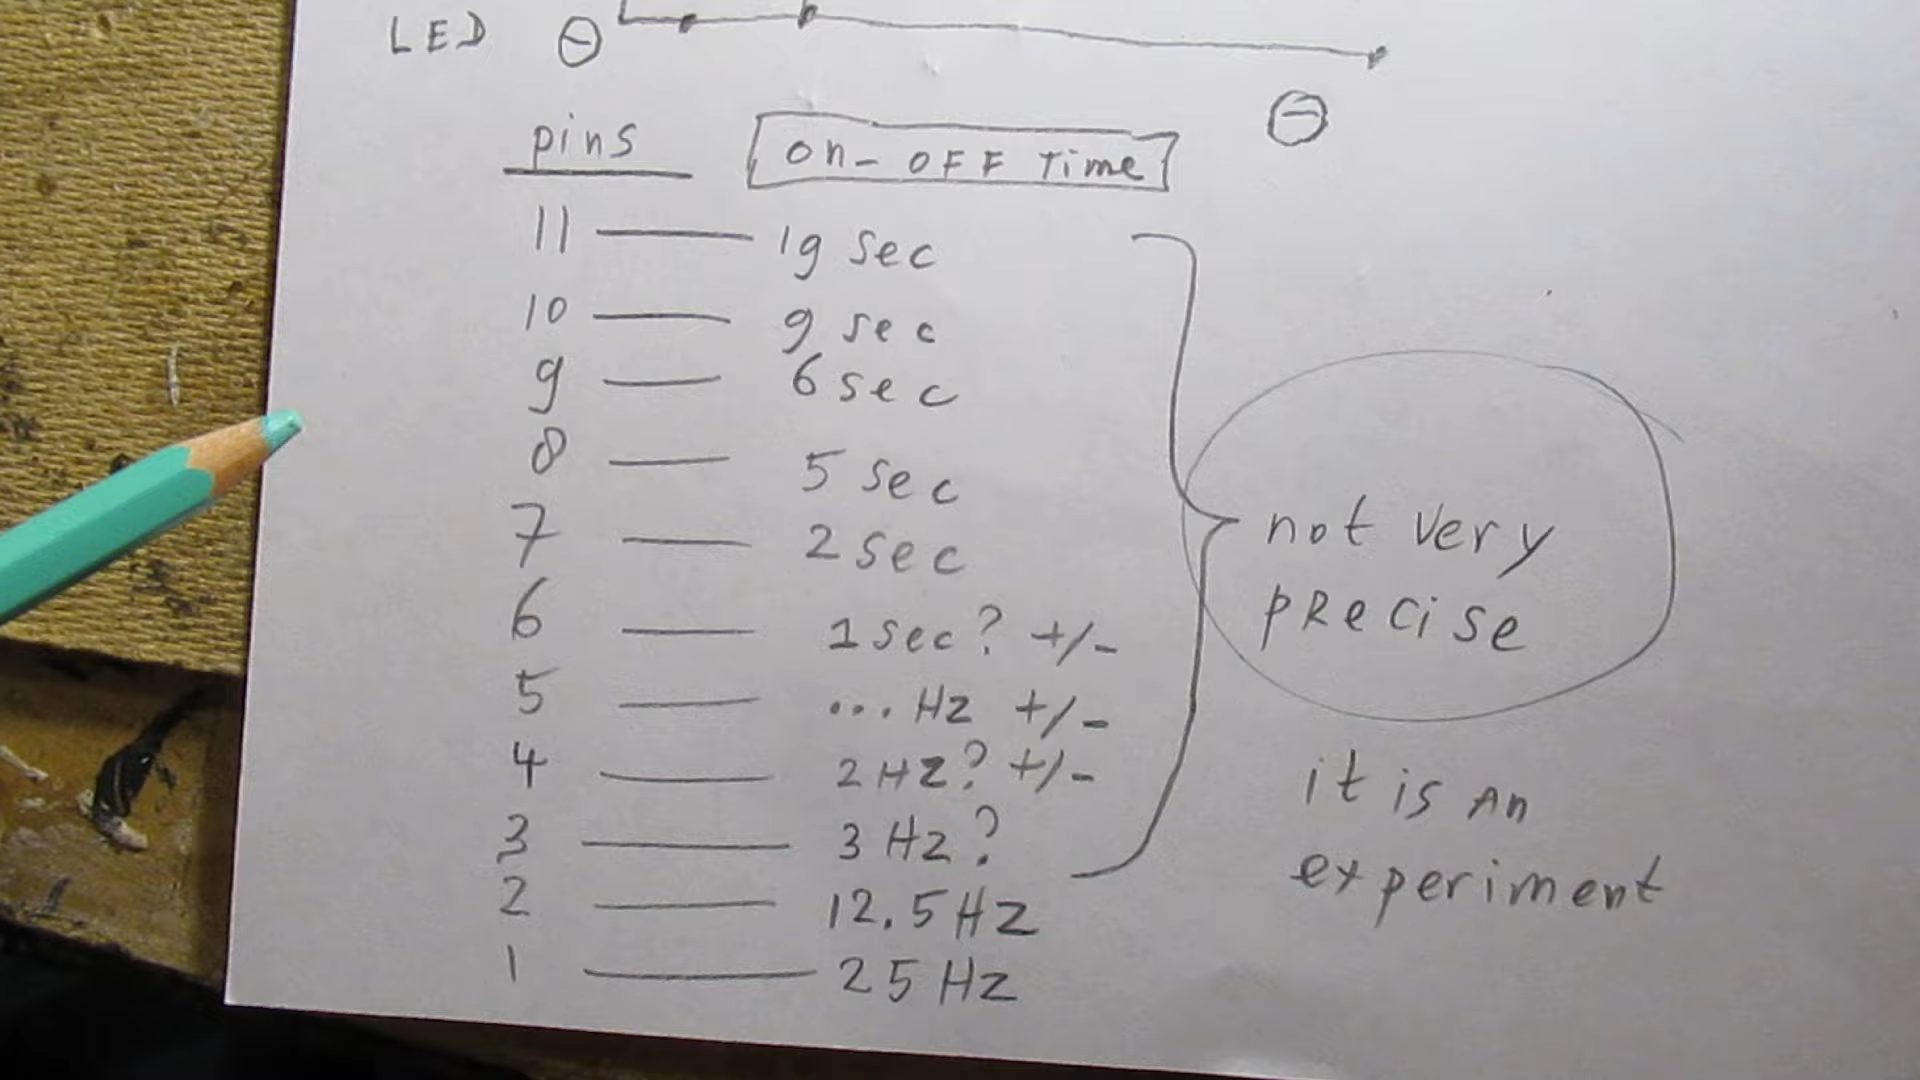 LED ⊖
⊖
pins on-OFF Time
11 — 19 sec
10 — 9 sec
9 — 6 sec
8 — 5 sec
7 — 2 sec
6 — 1 sec? +/-
5 — ... Hz +/-
4 — 2 Hz? +/-
3 — 3 Hz?
2 — 12.5 Hz
1 — 25 Hz
not very
precise
it is an
experiment